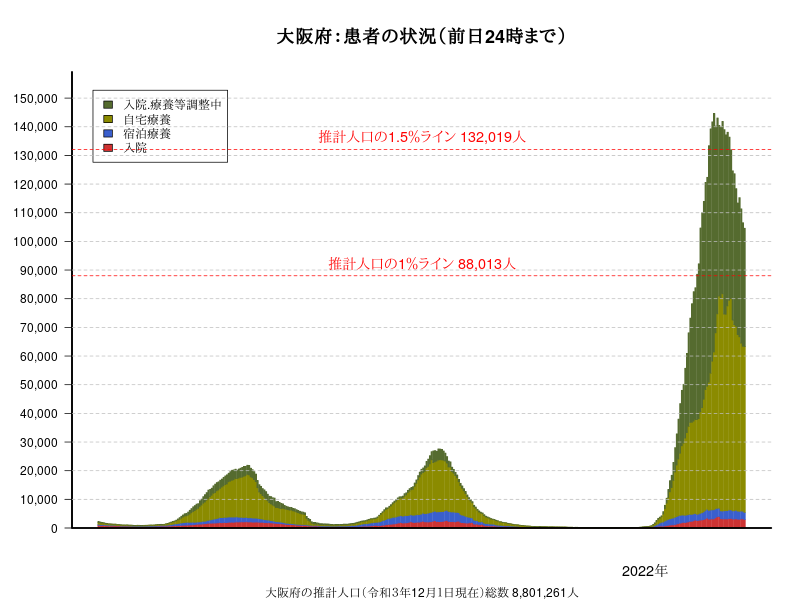 大阪府：患者の状況（前日24時まで）
150,000
140,000
130,000
120,000
110,000
100,000
90,000
80,000
70,000
60,000
50,000
40,000
30,000
20,000
10,000
0
入院.療養等調整中
自宅療養
宿泊療養
入院
推計人口の1.5％ライン 132,019人
推計人口の1％ライン 88,013人
2022年
大阪府の推計人口（令和3年12月1日現在）総数 8,801,261人